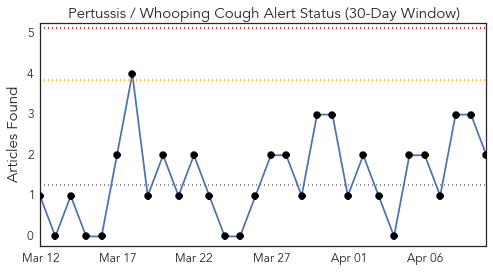 Pertussis / Whooping Cough Alert Status (30-Day Window)
Articles Found
5
4
3
2
1
0
Mar 12 Mar 17 Mar 22 Mar 27 Apr 01 Apr 06